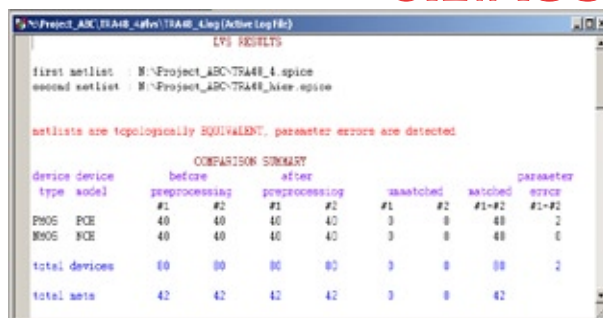 N:\Project_ABC\TRA48_4\lvs\TRA48_4.log (Active Log File)
LVS RESULTS
first netlist : N:\Project_ABC\TRA48_4.spice
second netlist : N:\Project_ABC\TRA48_hier.spice
netlists are topologically EQUIVALENT, parameter errors are detected
COMPARISON SUMMARY
device device before after parameter
type model preprocessing preprocessing unmatched matched error
#1 #2 #1 #2 #1 #2 #1=#2 #1=#2
PMOS PCH 40 40 40 40 0 0 40 2
NMOS NCH 40 40 40 40 0 0 40 0
total devices 80 80 80 80 0 0 80 2
total nets 42 42 42 42 0 0 42